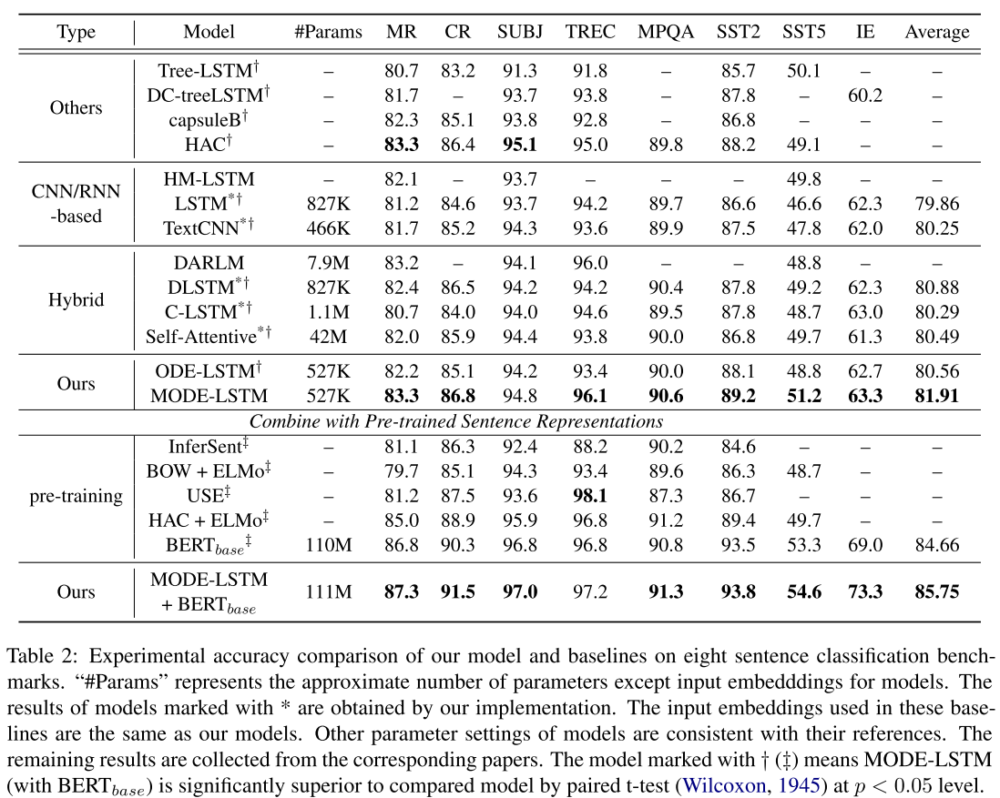 Type Model #Params MR CR SUBJ TREC MPQA SST2 SST5 IE Average
Others
Tree-LSTM† – 80.7 83.2 91.3 91.8 – 85.7 50.1 – –
DC-treeLSTM† – 81.7 – 93.7 93.8 – 87.8 – 60.2 –
capsuleB† – 82.3 85.1 93.8 92.8 – 86.8 – – –
HAC† – 83.3 86.4 95.1 95.0 89.8 88.2 49.1 – –
CNN/RNN
-based
HM-LSTM – 82.1 – 93.7 – – – 49.8 – –
LSTM*† 827K 81.2 84.6 93.7 94.2 89.7 86.6 46.6 62.3 79.86
TextCNN*† 466K 81.7 85.2 94.3 93.6 89.9 87.5 47.8 62.0 80.25
Hybrid
DARLM 7.9M 83.2 – 94.1 96.0 – – 48.8 – –
DLSTM*† 827K 82.4 86.5 94.2 94.2 90.4 87.8 49.2 62.3 80.88
C-LSTM*† 1.1M 80.7 84.0 94.0 94.6 89.5 87.8 48.7 63.0 80.29
Self-Attentive*† 42M 82.0 85.9 94.4 93.8 90.0 86.8 49.7 61.3 80.49
Ours
ODE-LSTM† 527K 82.2 85.1 94.2 93.4 90.0 88.1 48.8 62.7 80.56
MODE-LSTM 527K 83.3 86.8 94.8 96.1 90.6 89.2 51.2 63.3 81.91
Combine with Pre-trained Sentence Representations
pre-training
InferSent‡ – 81.1 86.3 92.4 88.2 90.2 84.6 – – –
BOW + ELMo‡ – 79.7 85.1 94.3 93.4 89.6 86.3 48.7 – –
USE‡ – 81.2 87.5 93.6 98.1 87.3 86.7 – – –
HAC + ELMo‡ – 85.0 88.9 95.9 96.8 91.2 89.4 49.7 – –
BERTbase‡ 110M 86.8 90.3 96.8 96.8 90.8 93.5 53.3 69.0 84.66
Ours
MODE-LSTM
+ BERTbase
111M 87.3 91.5 97.0 97.2 91.3 93.8 54.6 73.3 85.75
Table 2: Experimental accuracy comparison of our model and baselines on eight sentence classification bench-
marks. “#Params” represents the approximate number of parameters except input embedddings for models. The
results of models marked with * are obtained by our implementation. The input embeddings used in these base-
lines are the same as our models. Other parameter settings of models are consistent with their references. The
remaining results are collected from the corresponding papers. The model marked with † (‡) means MODE-LSTM
(with BERTbase) is significantly superior to compared model by paired t-test (Wilcoxon, 1945) at p < 0.05 level.